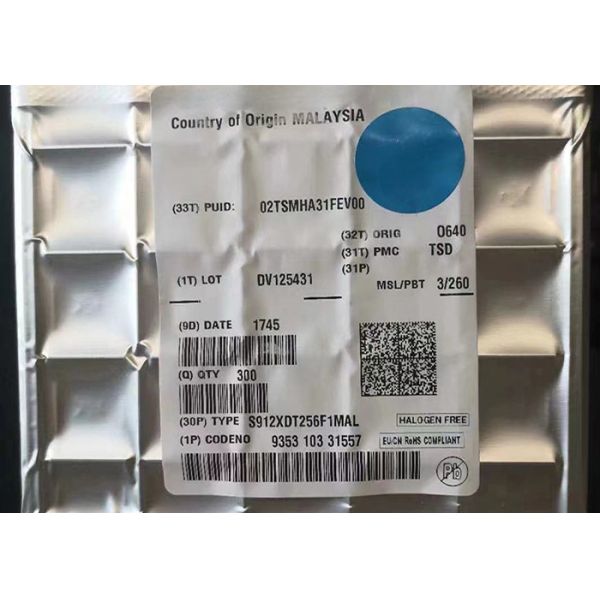 Country of Origin MALAYSIA
(33T) PUID: 02TSMHA31FEV00
(32T) ORIG 0640
(31T) PMC TSD
(31P)
(1T) LOT DV125431
MSL/PBT 3/260
(9D) DATE 1745
(Q) QTY 300
(30P) TYPE S912XDT256F1MAL
HALOGEN FREE
(1P) CODENO 9353 103 31557
EU/CN RoHS COMPLIANT
Pb